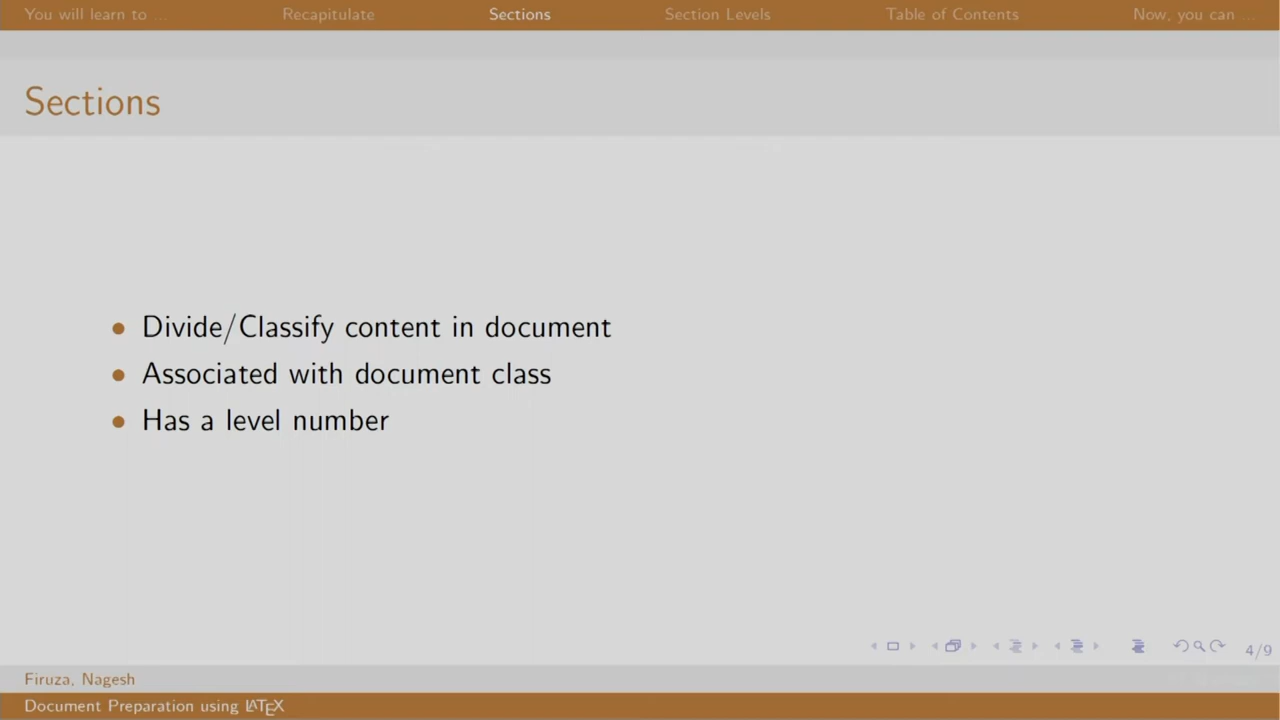 You will learn to ... Recapitulate Sections Section Levels Table of Contents Now, you can ...
Sections
• Divide/Classify content in document
• Associated with document class
• Has a level number
4/9
Firuza, Nagesh
Document Preparation using LATEX